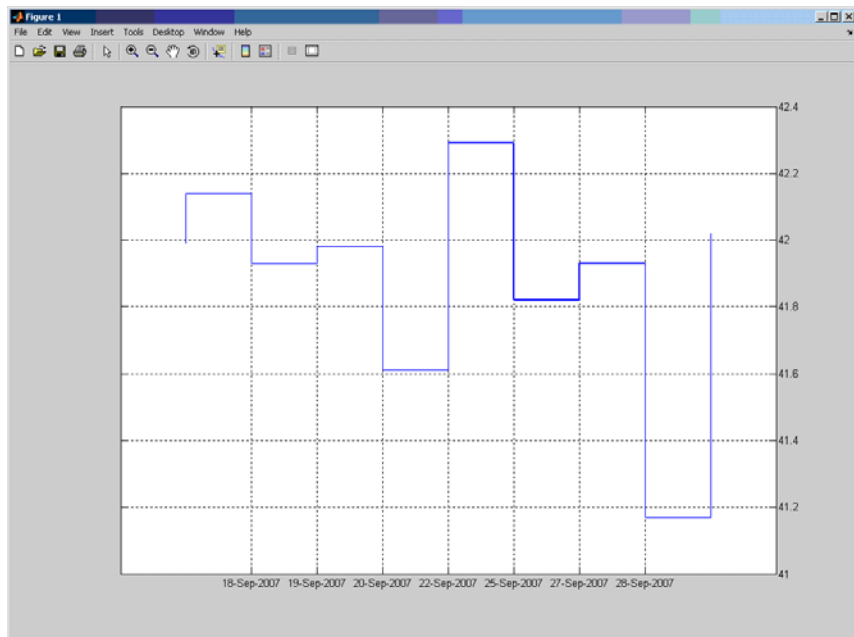 Figure 1
File Edit View Insert Tools Desktop Window Help
42.4
42.2
42
41.8
41.6
41.4
41.2
41
18-Sep-2007 19-Sep-2007 20-Sep-2007 22-Sep-2007 25-Sep-2007 27-Sep-2007 28-Sep-2007